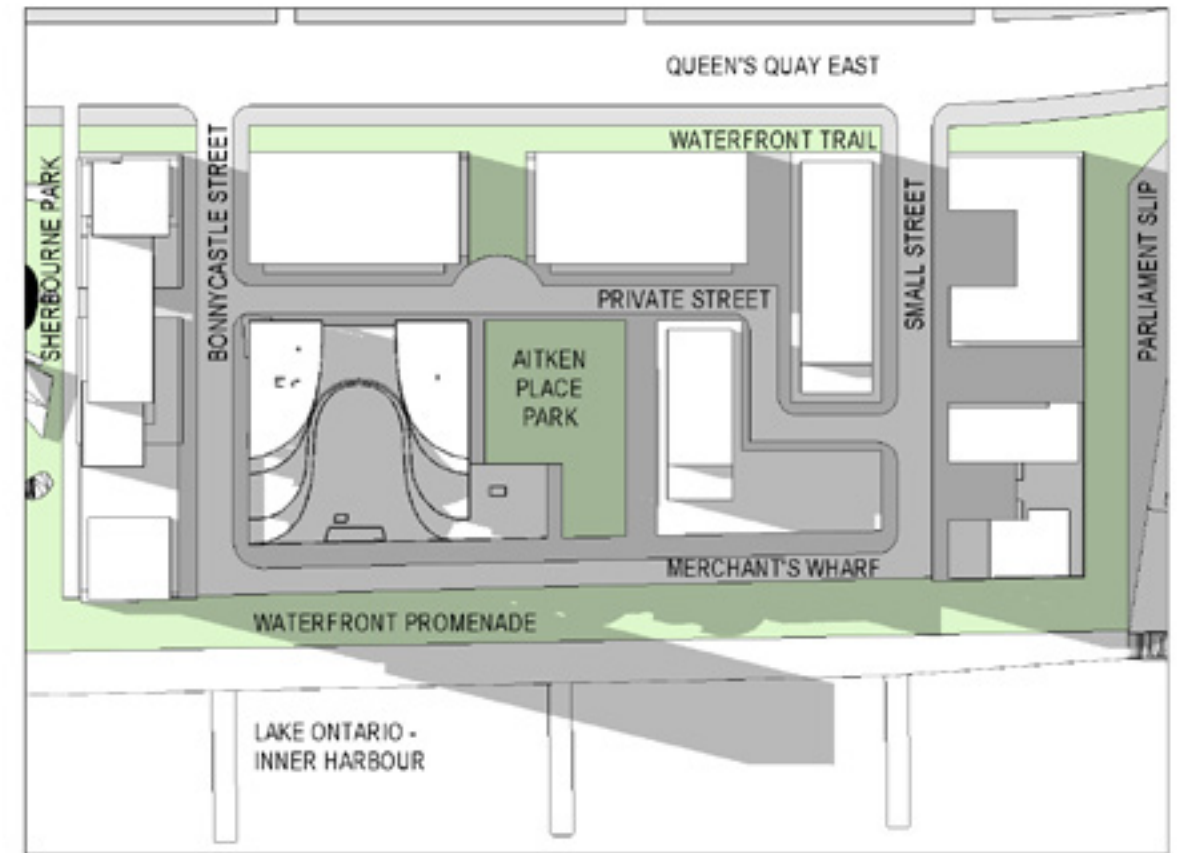 QUEEN'S QUAY EAST
WATERFRONT TRAIL
SHERBOURNE PARK
BONNYCASTLE STREET
SMALL STREET
PARLIAMENT SLIP
PRIVATE STREET
AITKEN
PLACE
PARK
MERCHANT'S WHARF
WATERFRONT PROMENADE
LAKE ONTARIO -
INNER HARBOUR